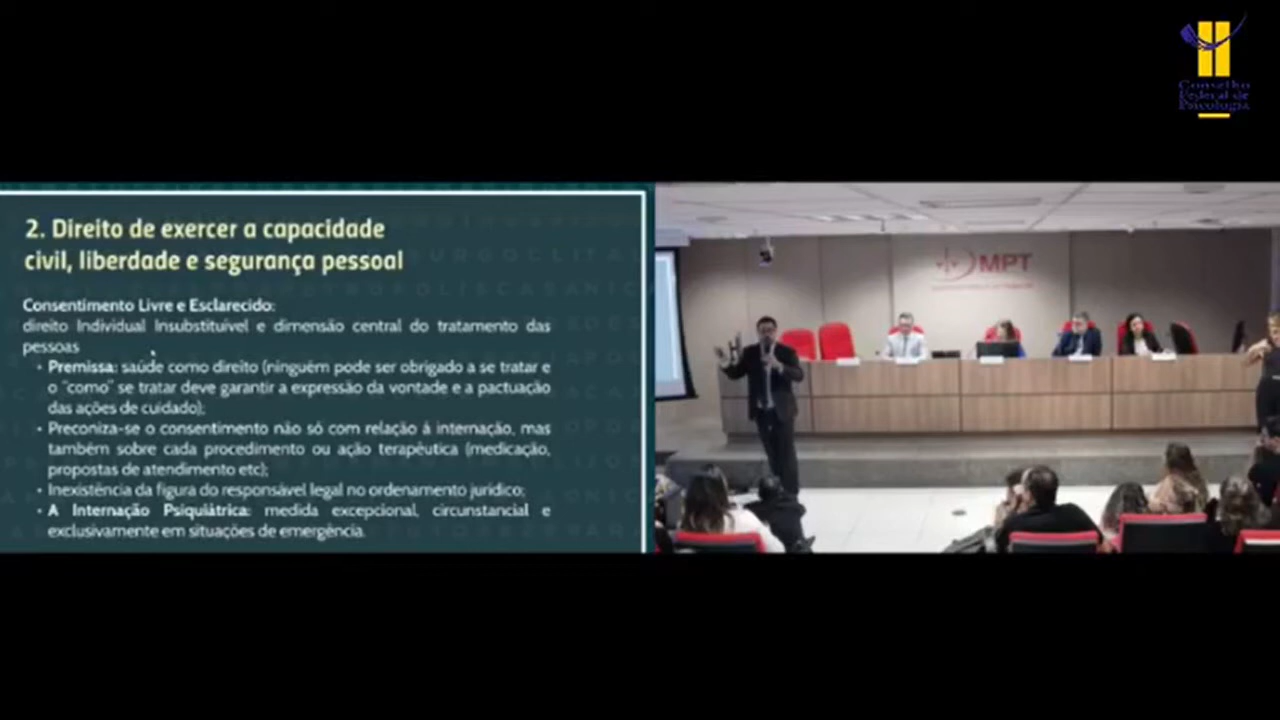 Conselho
Federal de
Psicologia
2. Direito de exercer a capacidade
civil, liberdade e segurança pessoal
Consentimento Livre e Esclarecido:
direito Individual Insubstituível e dimensão central do tratamento das
pessoas
• Premissa: saúde como direito (ninguém pode ser obrigado a se tratar e
o "como" se tratar deve garantir a expressão da vontade e a pactuação
das ações de cuidado);
• Preconiza-se o consentimento não só com relação á internação, mas
também sobre cada procedimento ou ação terapêutica (medicação,
propostas de atendimento etc);
• Inexistência da figura do responsável legal no ordenamento jurídico;
• A Internação Psiquiátrica: medida excepcional, circunstancial e
exclusivamente em situações de emergência.
MPT